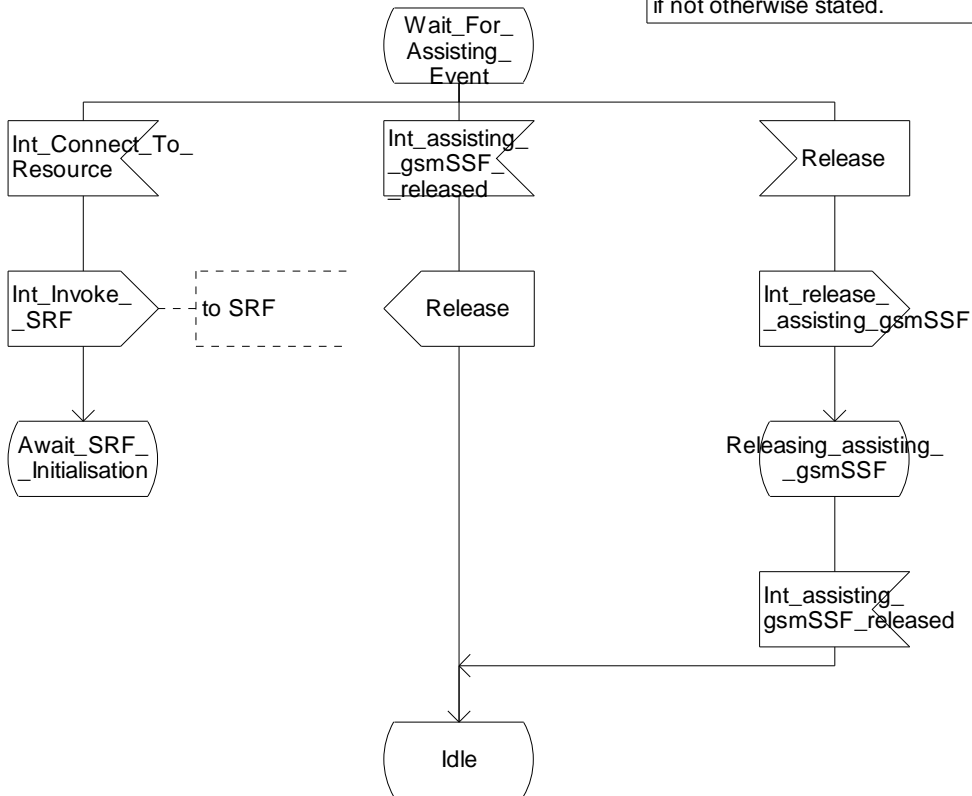 if not otherwise stated.
Wait_For_
Assisting_
Event
Int_Connect_To_
Resource
Int_assisting_
_gsmSSF_
_released
Release
Int_Invoke_
_SRF
to SRF
Release
Int_release_
_assisting_gsmSSF
Await_SRF_
_Initialisation
Releasing_assisting_
_gsmSSF
Int_assisting_
gsmSSF_released
Idle